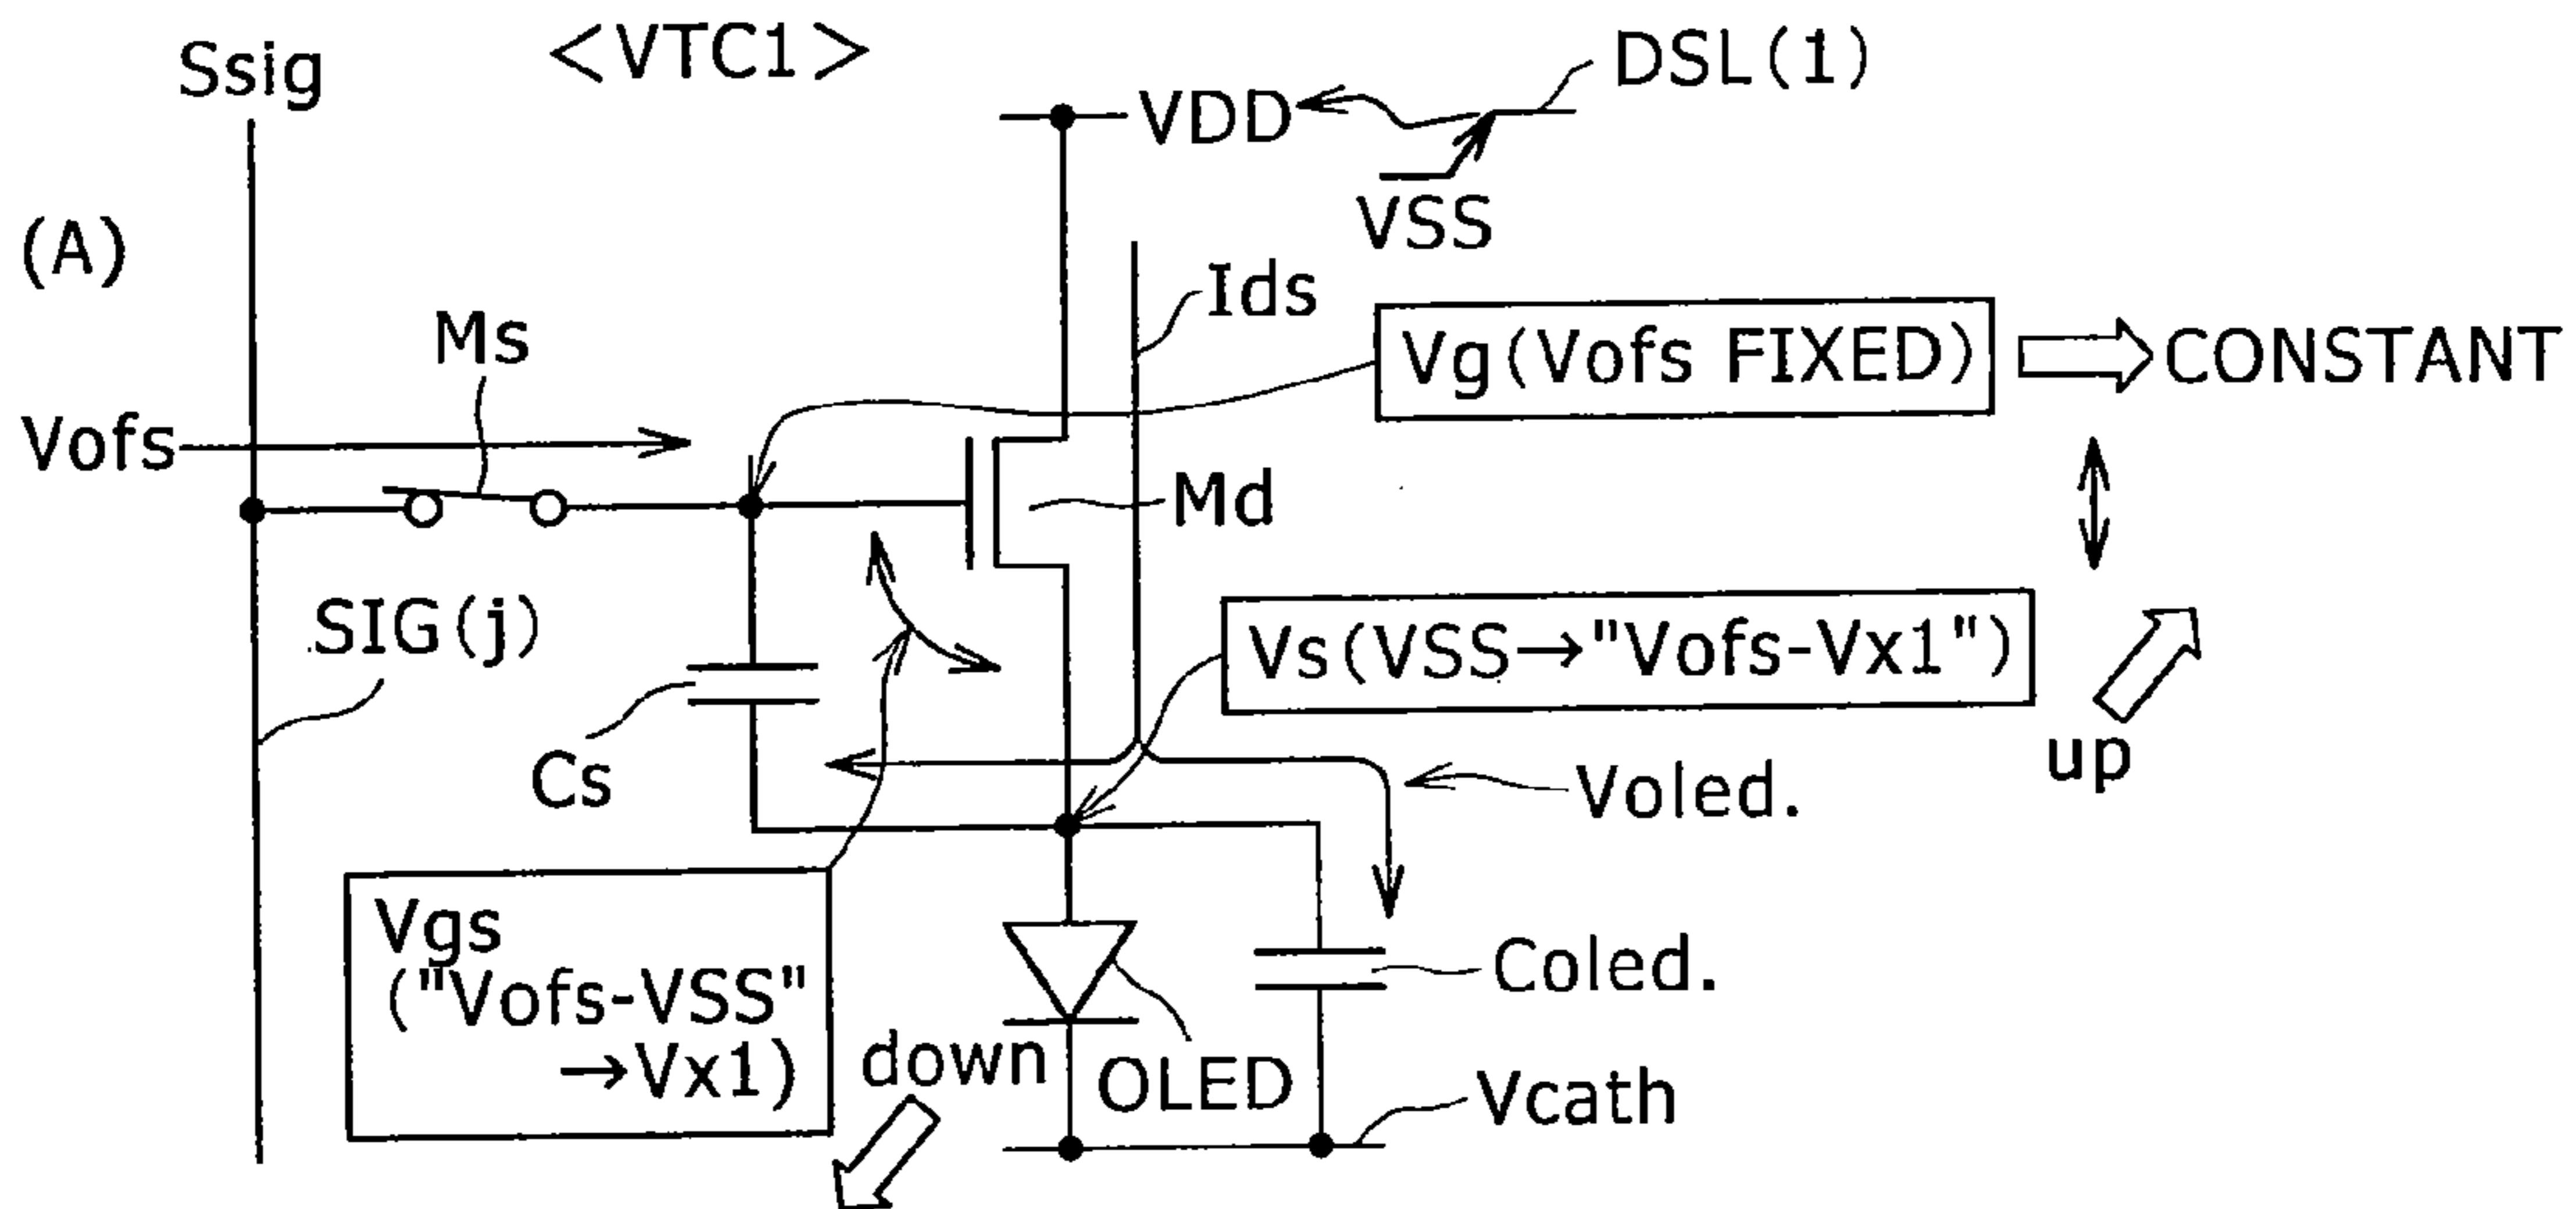 Ssig
<VTC1>
DSL(1)
VDD
VSS
(A)
Ids
Ms
Vg(Vofs FIXED)
CONSTANT
Vofs
Md
SIG(j)
Vs(VSS→"Vofs-Vx1")
up
Cs
Voled.
Vgs
("Vofs-VSS"
→Vx1)
down
OLED
Coled.
Vcath